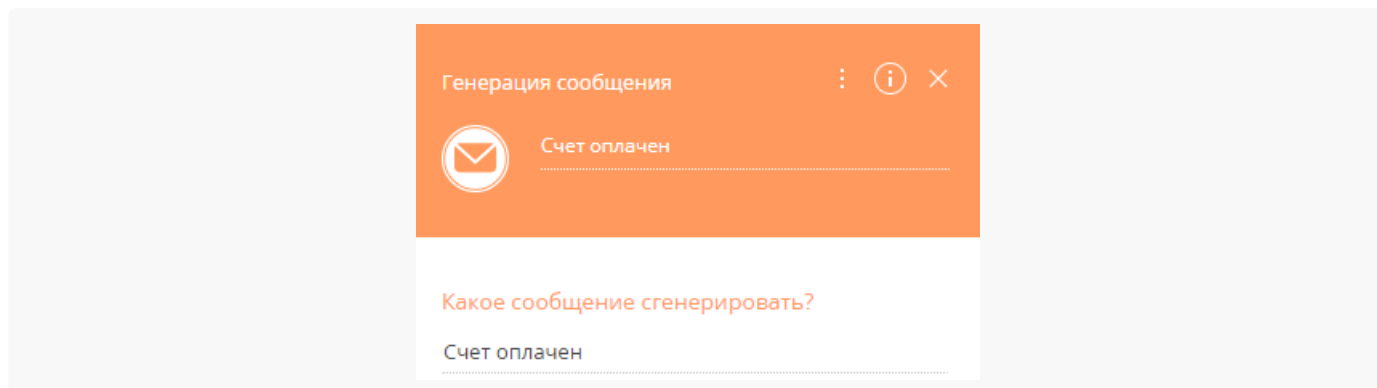 Генерация сообщения
Счет оплачен
Какое сообщение сгенерировать?
Счет оплачен